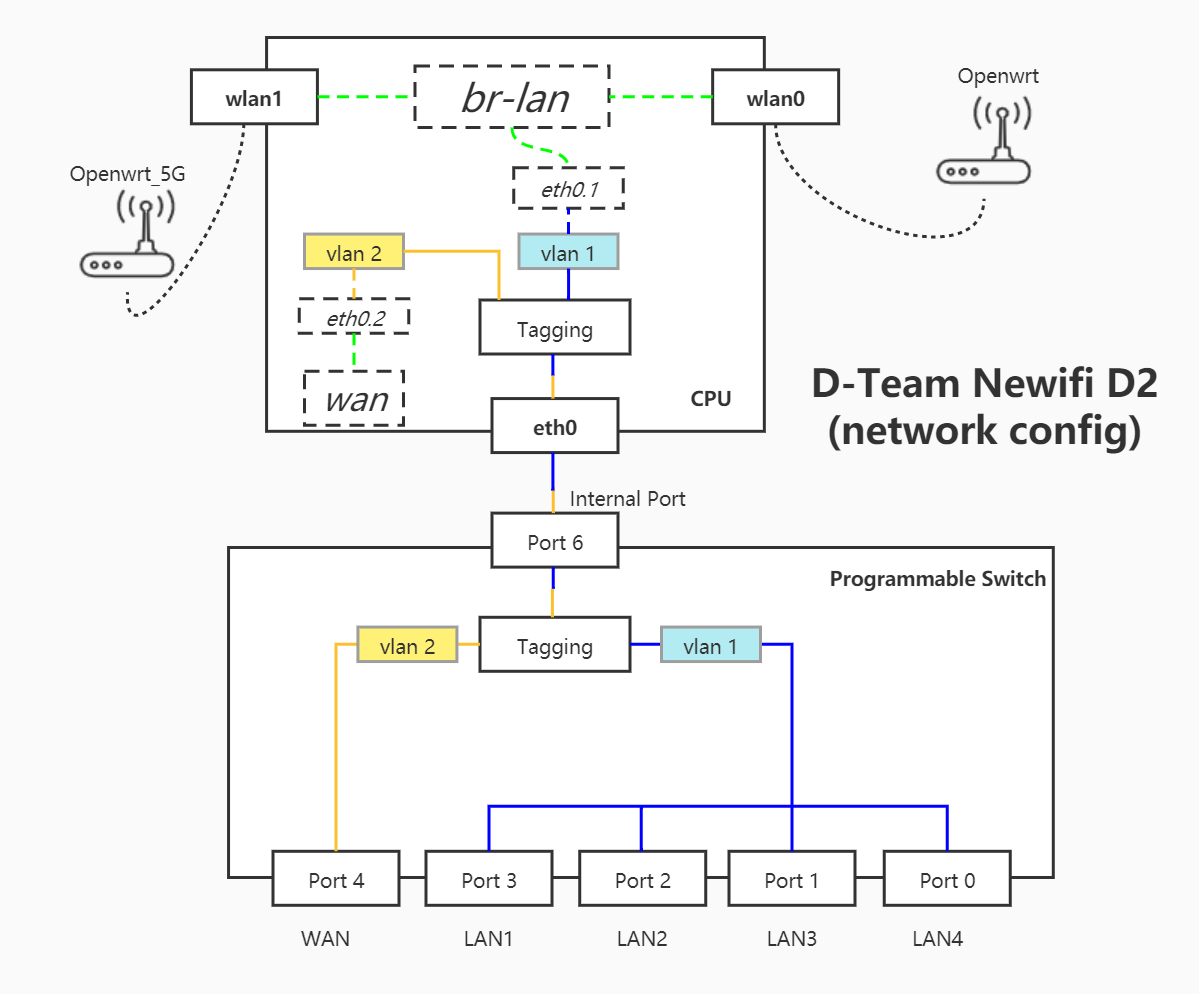 Openwrt
wlan1
br-lan
wlan0
Openwrt_5G
eth0.1
vlan 2
vlan 1
eth0.2
Tagging
wan
CPU
D-Team Newifi D2
(network config)
eth0
Internal Port
Port 6
Programmable Switch
vlan 2
Tagging
vlan 1
Port 4
Port 3
Port 2
Port 1
Port 0
WAN
LAN1
LAN2
LAN3
LAN4